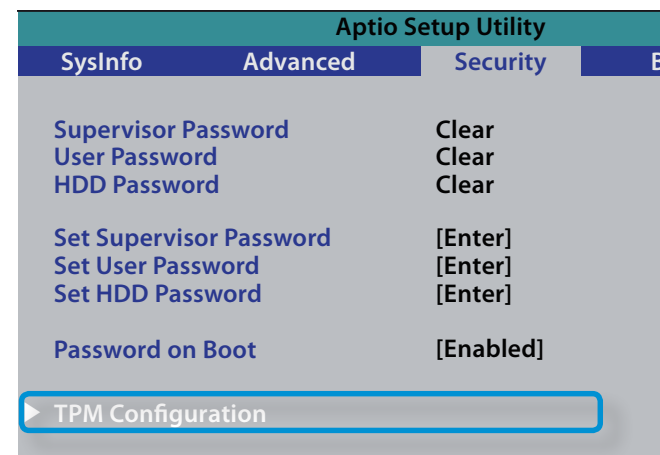 Aptio Setup Utility
SysInfo Advanced Security
Supervisor Password Clear
User Password Clear
HDD Password Clear
Set Supervisor Password [Enter]
Set User Password [Enter]
Set HDD Password [Enter]
Password on Boot [Enabled]
TPM Configuration